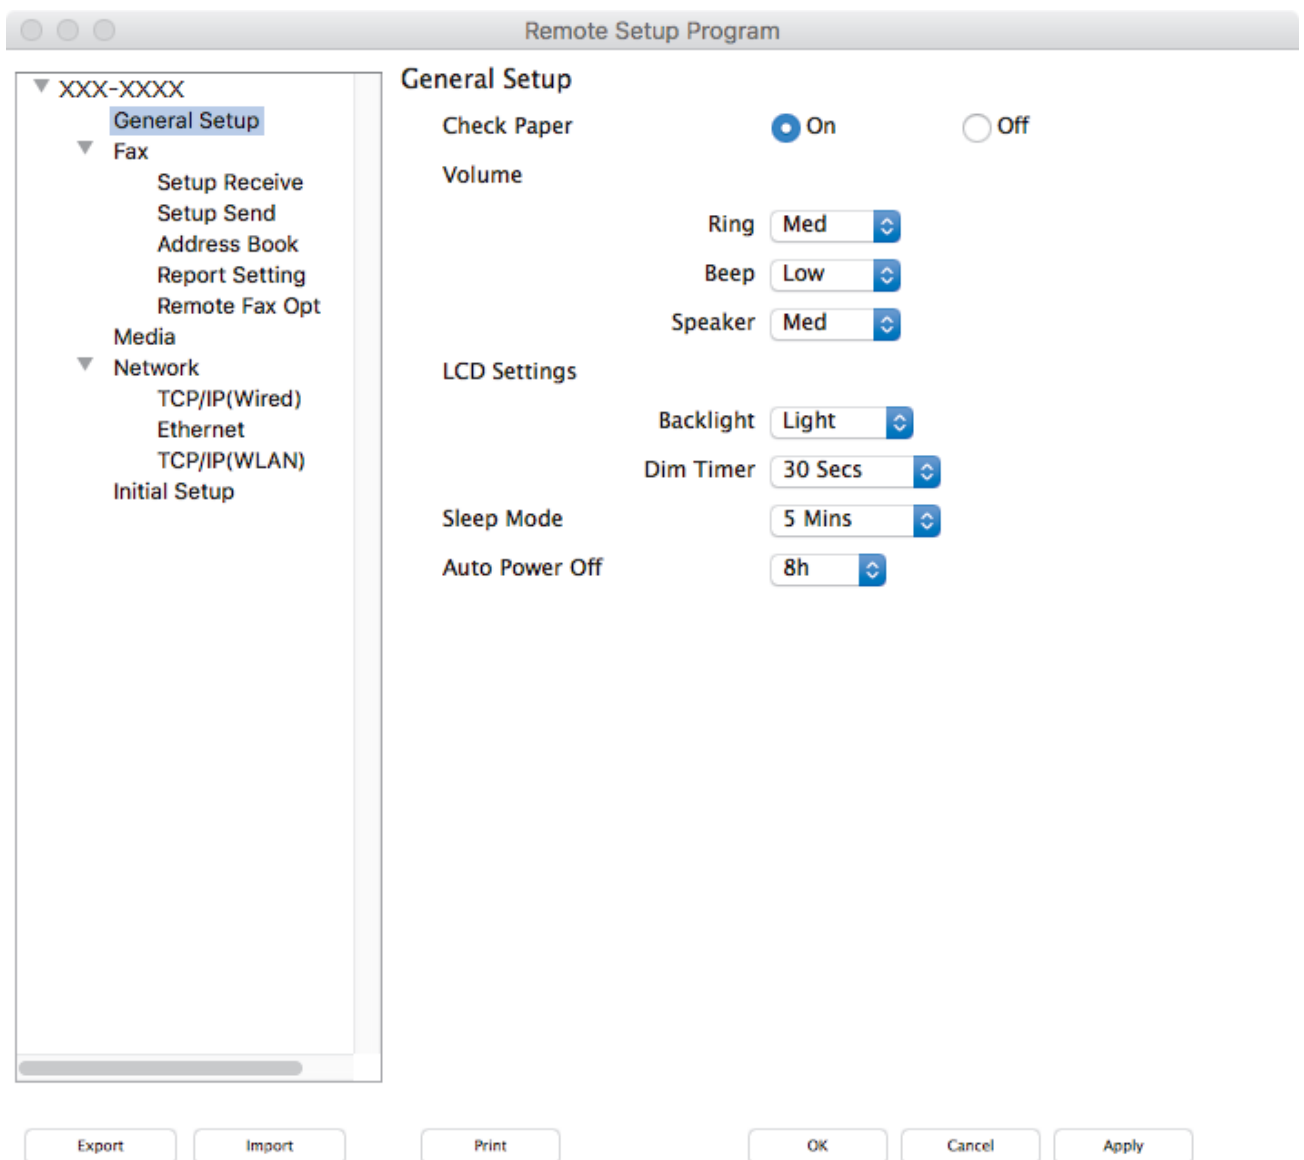 Remote Setup Program
XXX-XXXX
General Setup
Fax
Setup Receive
Setup Send
Address Book
Report Setting
Remote Fax Opt
Media
Network
TCP/IP(Wired)
Ethernet
TCP/IP(WLAN)
Initial Setup
General Setup
Check Paper On Off
Volume
Ring Med
Beep Low
Speaker Med
LCD Settings
Backlight Light
Dim Timer 30 Secs
Sleep Mode 5 Mins
Auto Power Off 8h
Export Import Print OK Cancel Apply